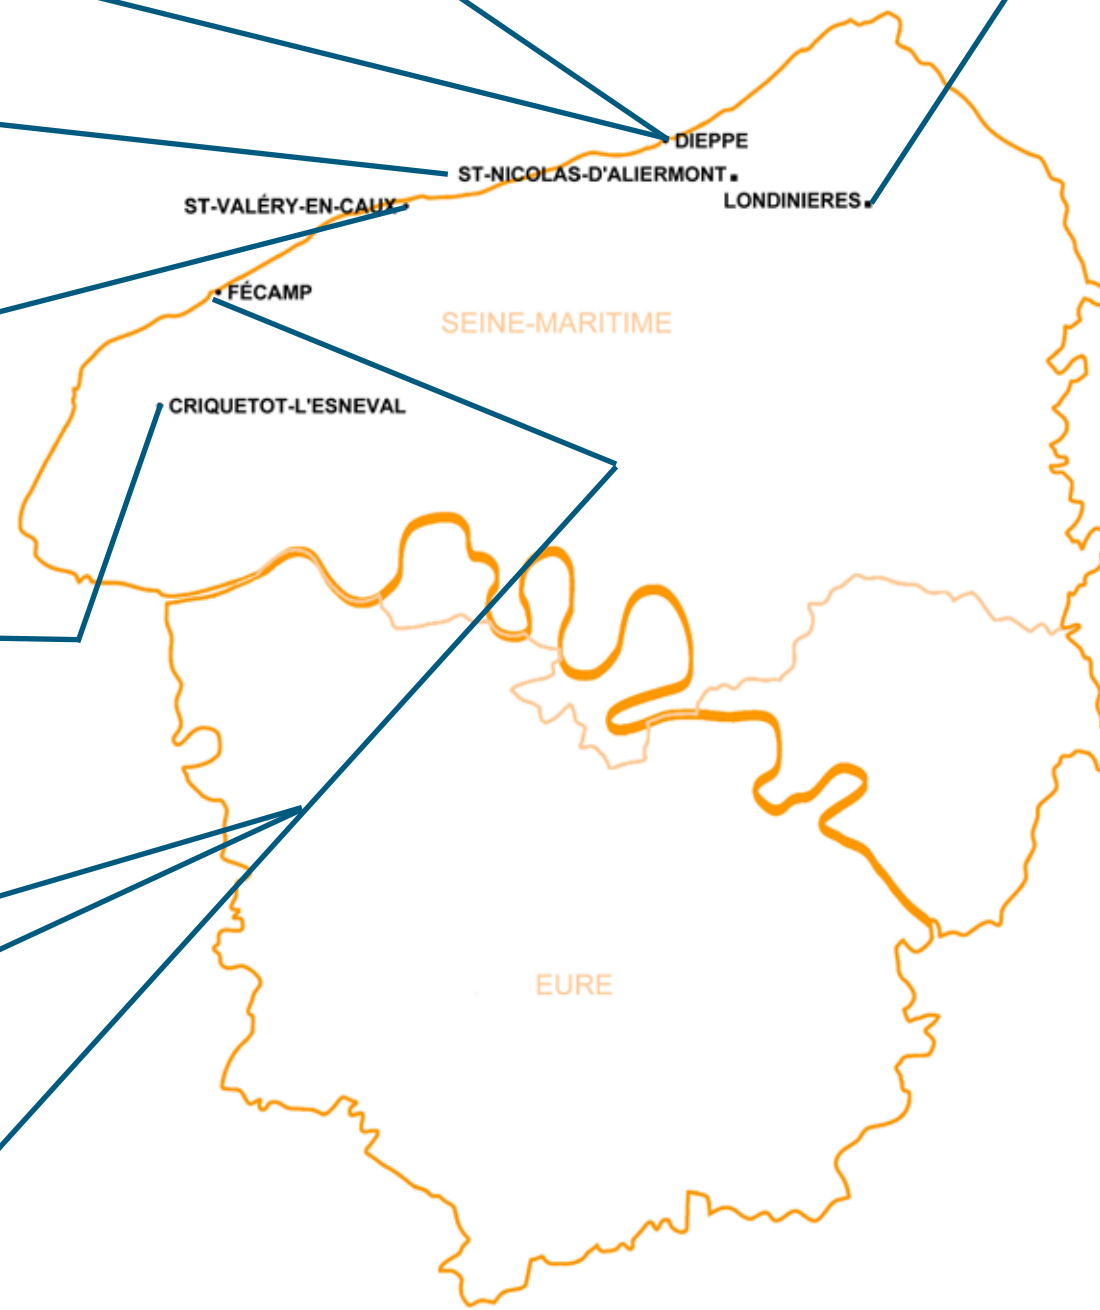 DIEPPE
ST-NICOLAS-D'ALIERMONT
LONDINIERES
ST-VALÉRY-EN-CAUX
FÉCAMP
SEINE-MARITIME
CRIQUETOT-L'ESNEVAL
EURE